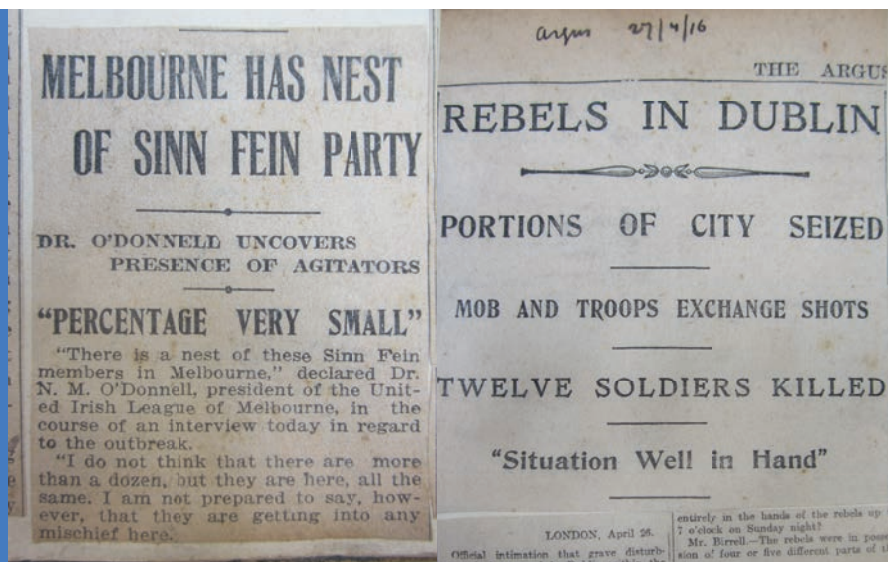 MELBOURNE HAS NEST
OF SINN FEIN PARTY
DR. O'DONNELL UNCOVERS
PRESENCE OF AGITATORS
"PERCENTAGE VERY SMALL"
"There is a nest of these Sinn Fein
members in Melbourne," declared Dr.
N. M. O'Donnell, president of the Unit-
ed Irish League of Melbourne, in the
course of an interview today in regard
to the outbreak.
"I do not think that there are more
than a dozen, but they are here, all the
same. I am not prepared to say, how-
ever, that they are getting into any
mischief here.
argus 27/4/16
THE ARGUS
REBELS IN DUBLIN
PORTIONS OF CITY SEIZED
MOB AND TROOPS EXCHANGE SHOTS
TWELVE SOLDIERS KILLED
"Situation Well in Hand"
LONDON, April 26.
Official intimation that grave disturb-
entirely in the hands of the rebels up
7 o'clock on Sunday night?
Mr. Birrell.—The rebels were in
sion of four or five different parts of